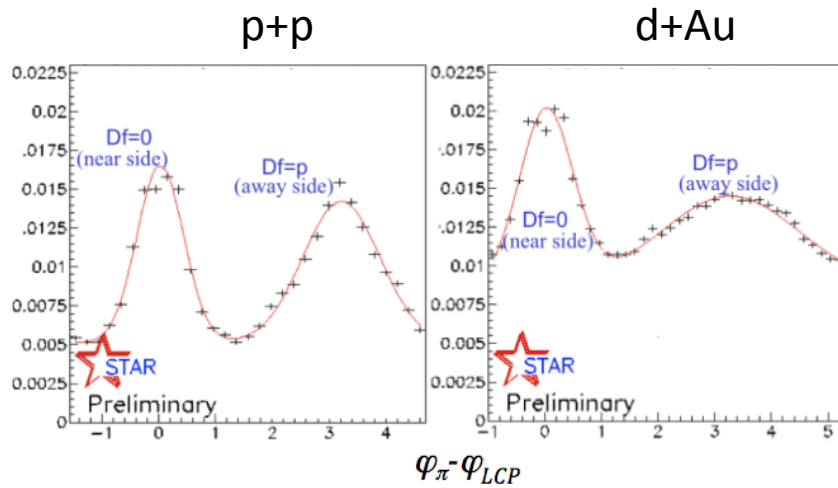 p+p
0.0225
0.02
0.0175
0.015
0.0125
0.01
0.0075
0.005
0.0025
0
Df=0
(near side)
Df=p
(away side)
STAR
Preliminary
−1 0 1 2 3 4
d+Au
0.0225
0.02
0.0175
0.015
0.0125
0.01
0.0075
0.005
0.0025
0
Df=p
(away side)
Df=0
(near side)
STAR
Preliminary
−1 0 1 2 3 4 5
φπ-φLCP